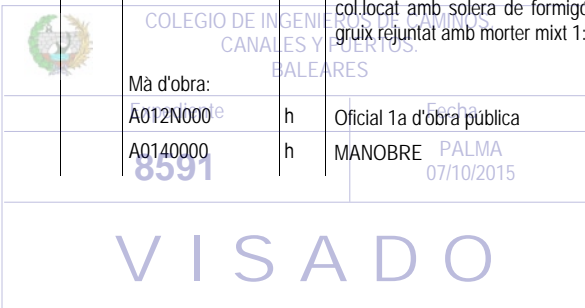 col.locat amb solera de formigó
COLEGIO DE INGENIEROS DE CAMINOS,
gruix rejuntat amb morter mixt 1:
CANALES Y PUERTOS.
BALEARES
Mà d'obra:
Expediente Fecha
A012N000 h Oficial 1a d'obra pública
A0140000 h MANOBRE
8591 PALMA
07/10/2015
VISADO